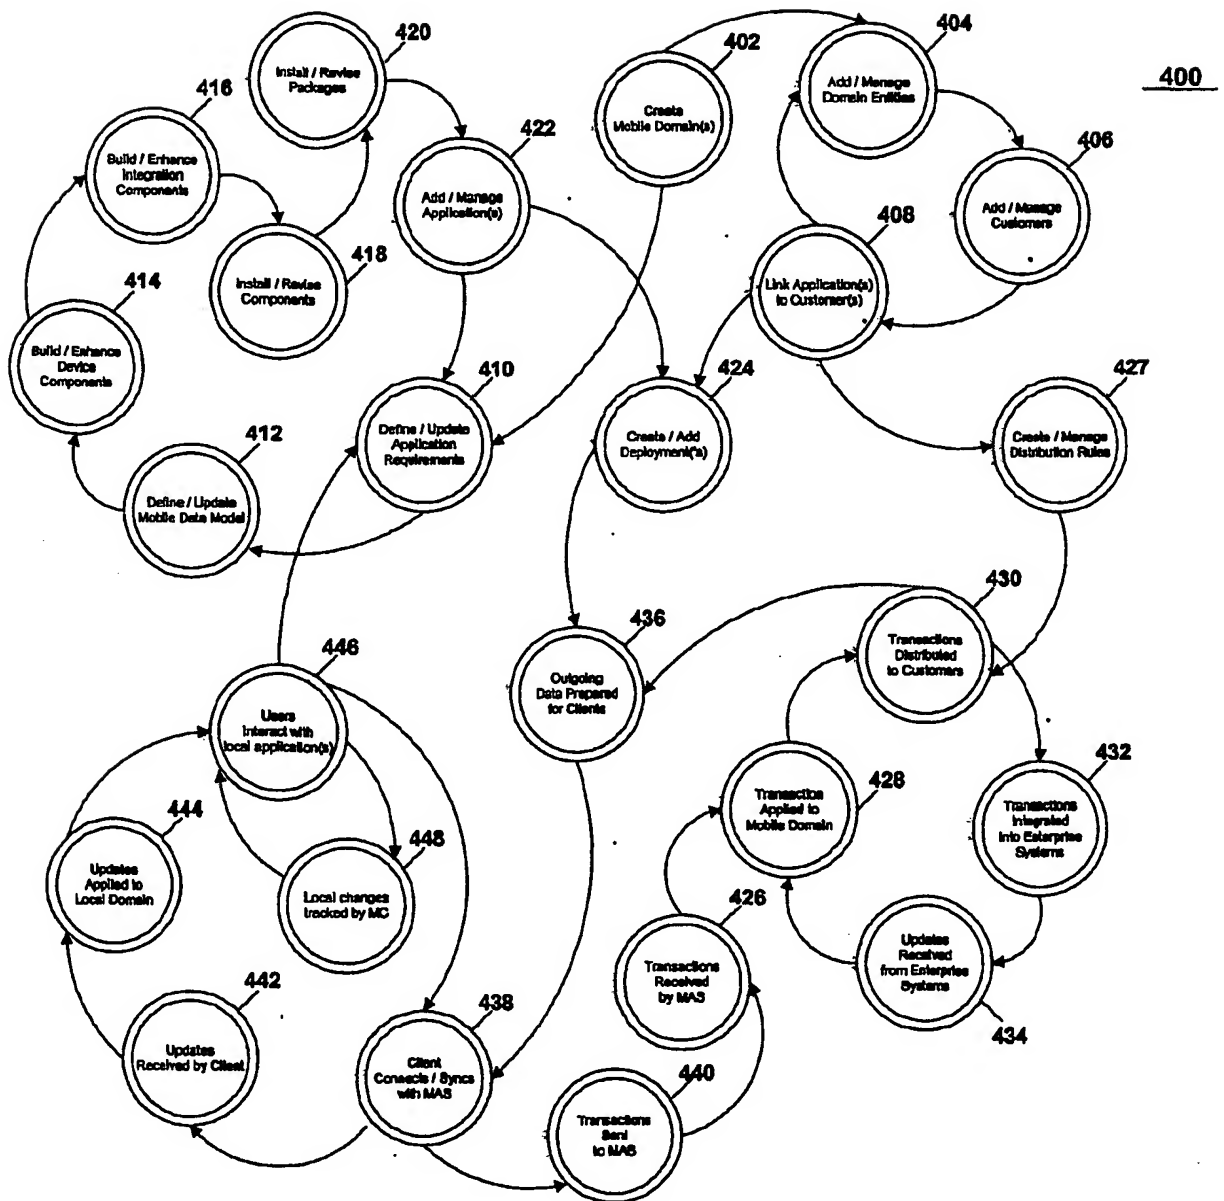 400
402
Create
Mobile Domain(s)
404
Add / Manage
Domain Entities
406
Add / Manage
Customers
408
Link Application(s)
to Customer(s)
420
Install / Revise
Packages
416
Build / Enhance
Integration
Components
422
Add / Manage
Application(s)
418
Install / Revise
Components
414
Build / Enhance
Device
Components
410
Define / Update
Application
Requirements
412
Define / Update
Mobile Data Model
424
Create / Add
Deployment(s)
427
Create / Manage
Distribution Rules
430
Transactions
Distributed
to Customers
436
Outgoing
Data Prepared
for Clients
446
Users
Interact with
local application(s)
432
Transactions
Integrated
into Enterprise
Systems
428
Transaction
Applied to
Mobile Domain
444
Updates
Applied to
Local Domain
448
Local changes
tracked by MC
426
Transactions
Received
by MAS
Updates
Received
from Enterprise
Systems
434
442
Updates
Received by Client
438
Client
Connects / Syncs
with MAS
440
Transactions
Sent
to MAS